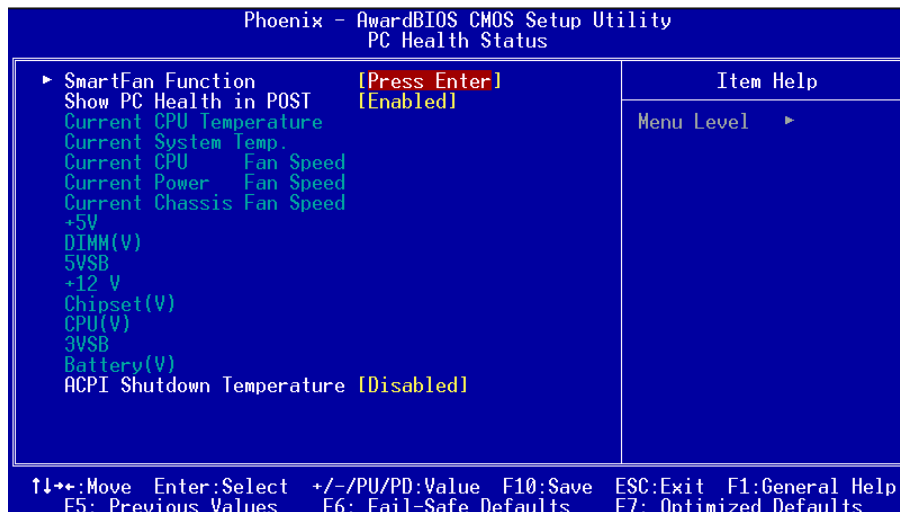 Phoenix - AwardBIOS CMOS Setup Utility
PC Health Status
► SmartFan Function [Press Enter]
Show PC Health in POST [Enabled]
Current CPU Temperature
Current System Temp.
Current CPU Fan Speed
Current Power Fan Speed
Current Chassis Fan Speed
+5V
DIMM(V)
5VSB
+12 V
Chipset(V)
CPU(V)
3VSB
Battery(V)
ACPI Shutdown Temperature [Disabled]
Item Help
Menu Level ►
↑↓→←:Move Enter:Select +/-/PU/PD:Value F10:Save ESC:Exit F1:General Help
F5: Previous Values F6: Fail-Safe Defaults F7: Optimized Defaults